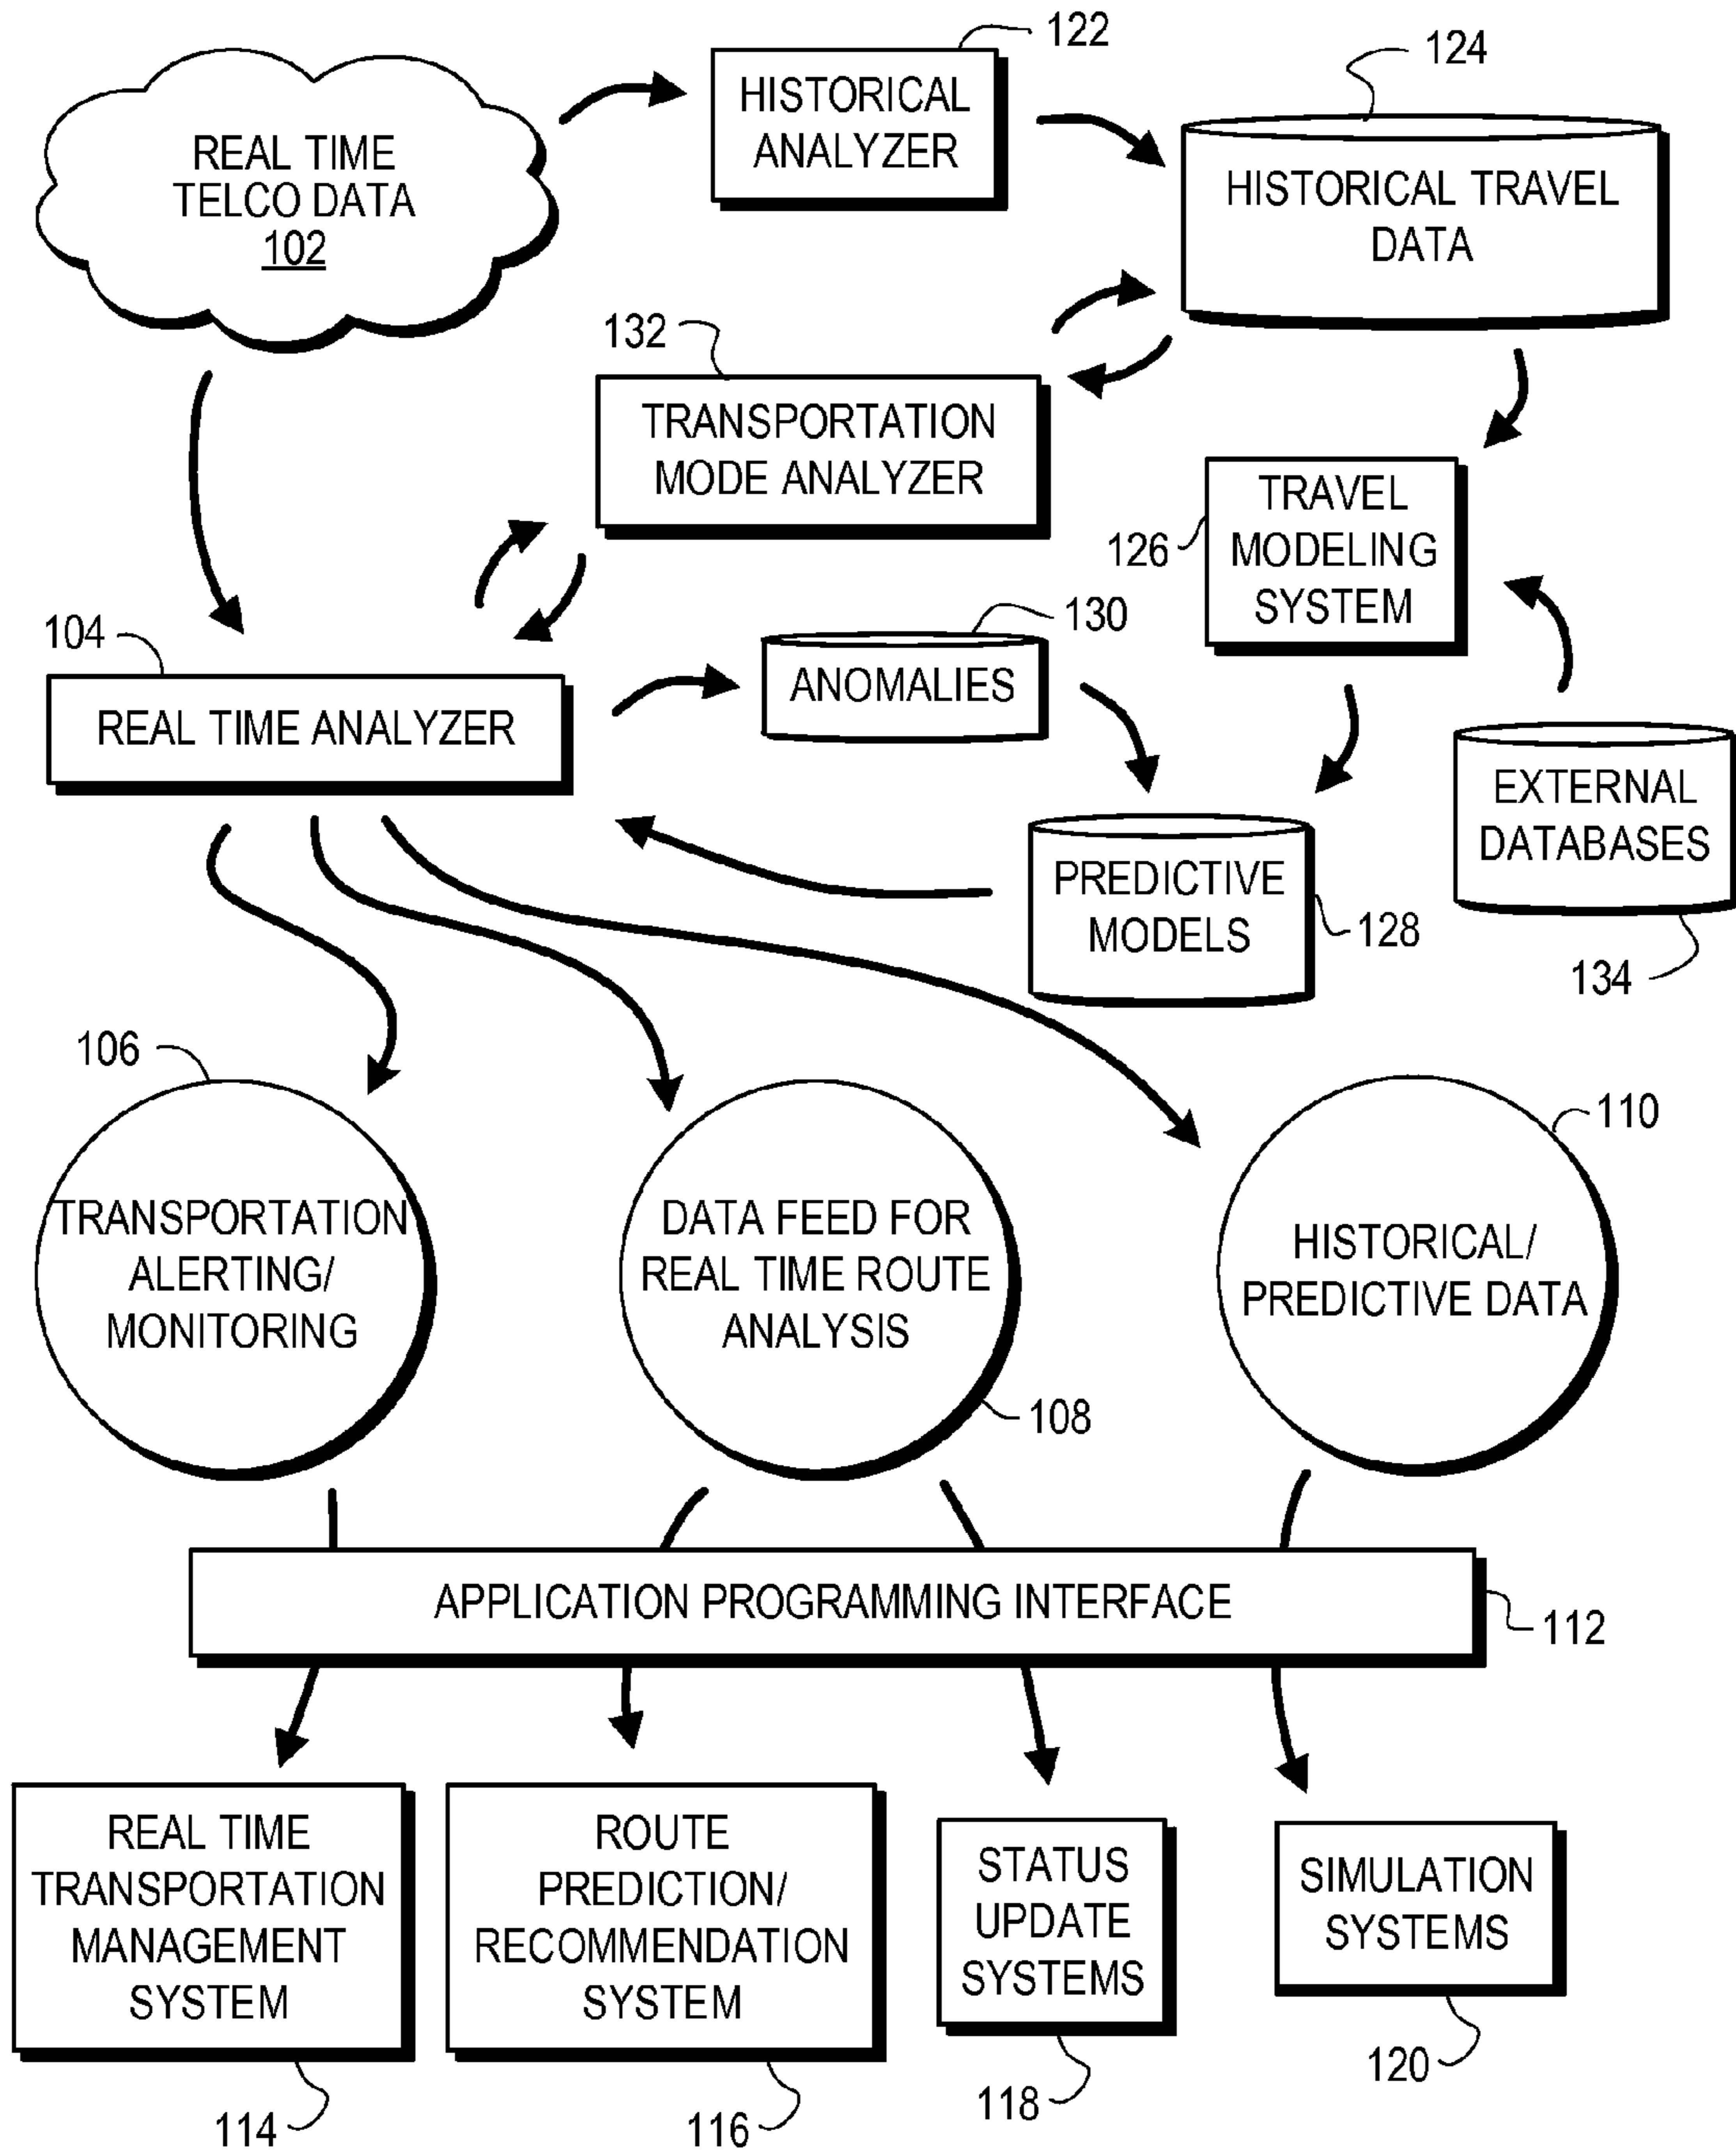 122
HISTORICAL
ANALYZER
124
REAL TIME
TELCO DATA
102
HISTORICAL TRAVEL
DATA
132
TRANSPORTATION
MODE ANALYZER
TRAVEL
MODELING
SYSTEM
126
104
REAL TIME ANALYZER
130
ANOMALIES
EXTERNAL
DATABASES
134
PREDICTIVE
MODELS
128
106
TRANSPORTATION
ALERTING/
MONITORING
DATA FEED FOR
REAL TIME ROUTE
ANALYSIS
108
110
HISTORICAL/
PREDICTIVE DATA
APPLICATION PROGRAMMING INTERFACE
112
REAL TIME
TRANSPORTATION
MANAGEMENT
SYSTEM
114
ROUTE
PREDICTION/
RECOMMENDATION
SYSTEM
116
STATUS
UPDATE
SYSTEMS
118
SIMULATION
SYSTEMS
120